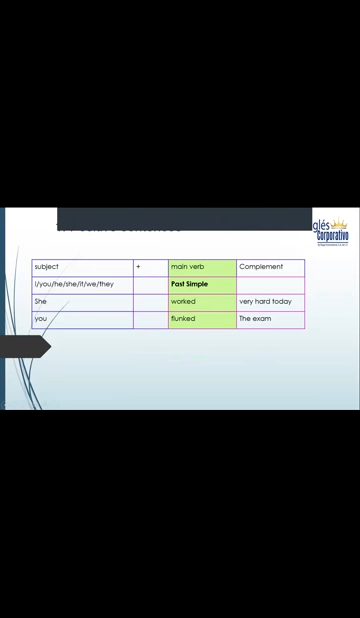 glés
Corporativo
subject + main verb Complement
I/you/he/she/it/we/they Past Simple
She worked very hard today
you flunked The exam